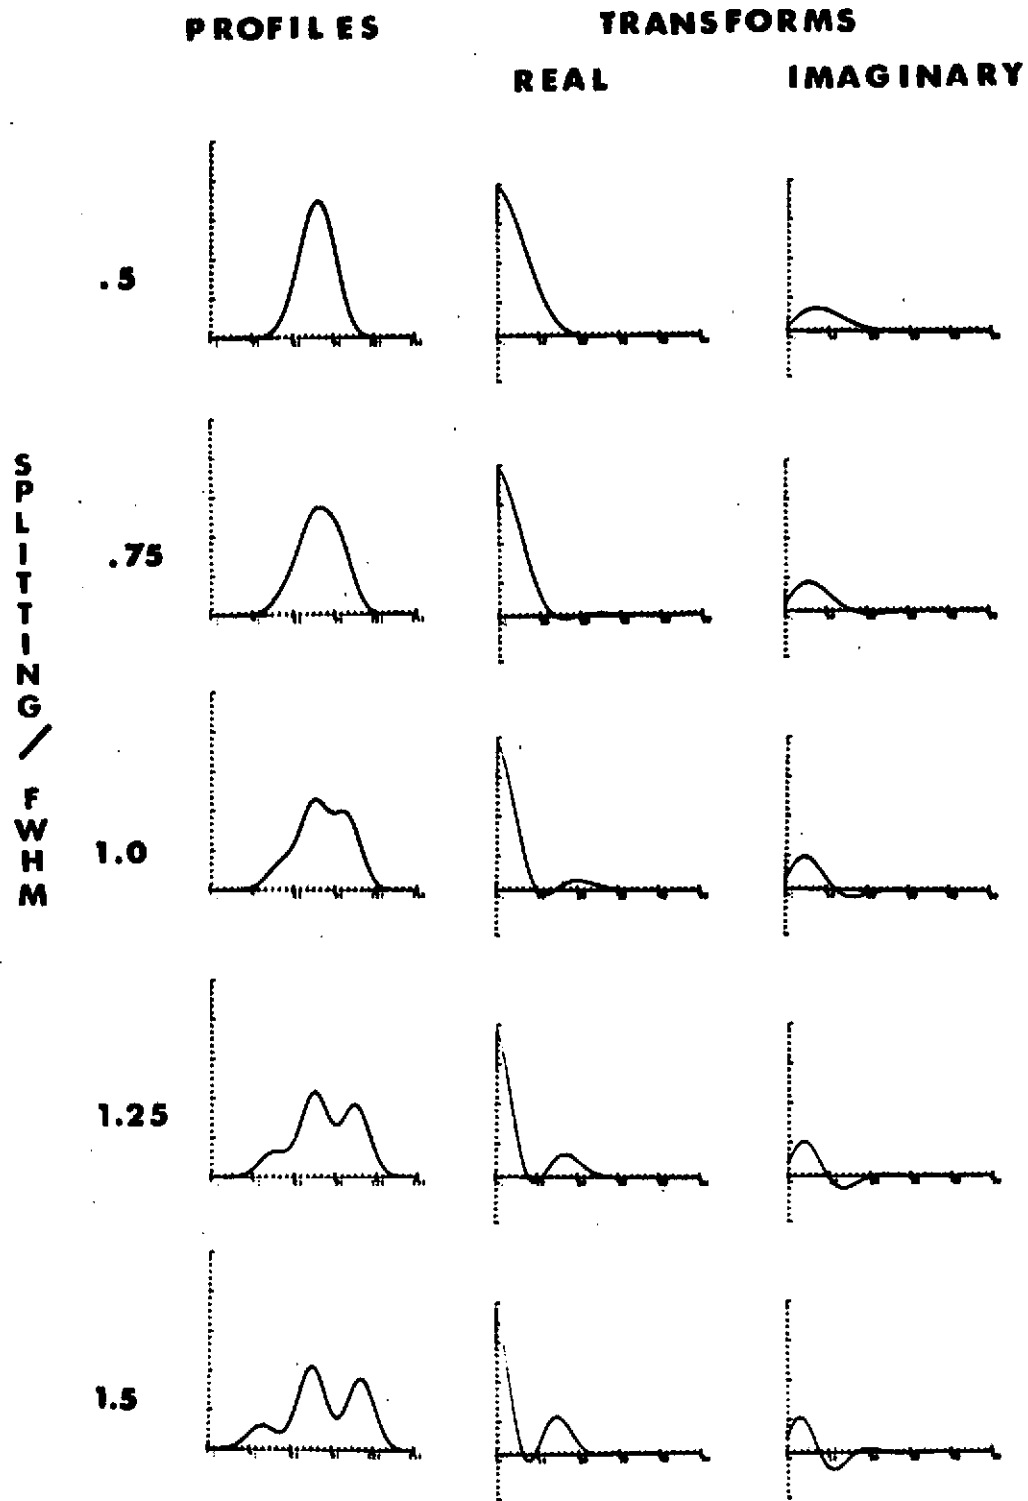 PROFILES
TRANSFORMS
REAL
IMAGINARY
SPLITTING/FWHM
.5
.75
1.0
1.25
1.5